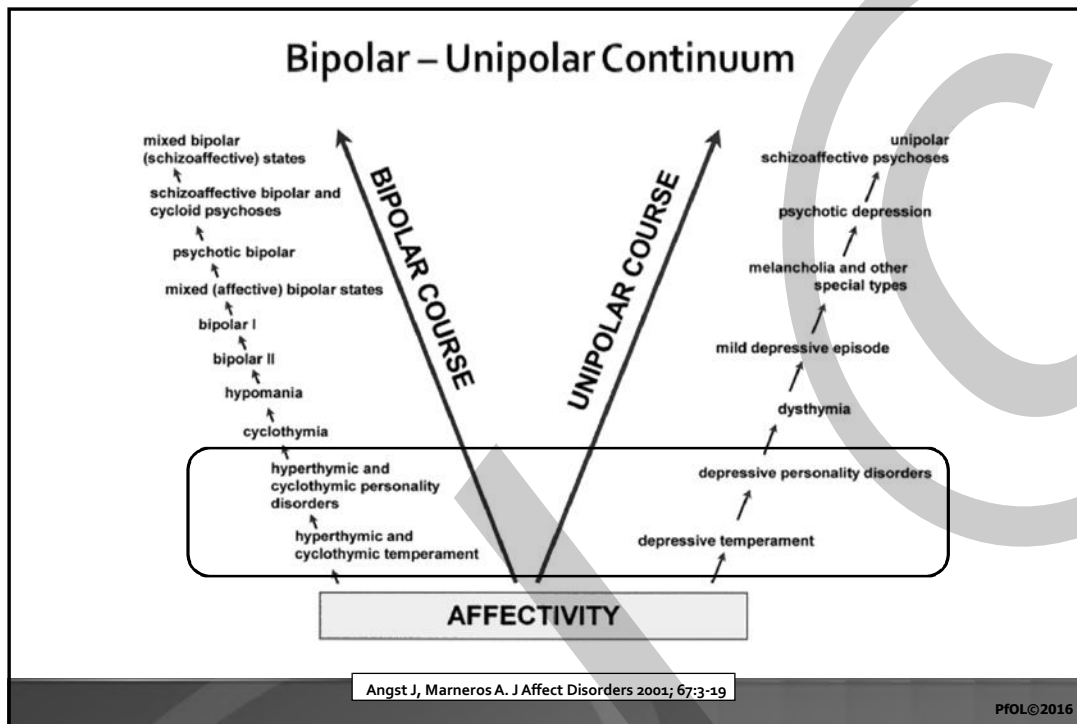 Bipolar – Unipolar Continuum
mixed bipolar
(schizoaffective) states
schizoaffective bipolar and
cycloid psychoses
psychotic bipolar
mixed (affective) bipolar states
bipolar I
bipolar II
hypomania
cyclothymia
hyperthymic and
cyclothymic personality
disorders
hyperthymic and
cyclothymic temperament
BIPOLAR COURSE
UNIPOLAR COURSE
unipolar
schizoaffective psychoses
psychotic depression
melancholia and other
special types
mild depressive episode
dysthymia
depressive personality disorders
depressive temperament
AFFECTIVITY
Angst J, Marneros A. J Affect Disorders 2001; 67:3-19
PfOL©2016